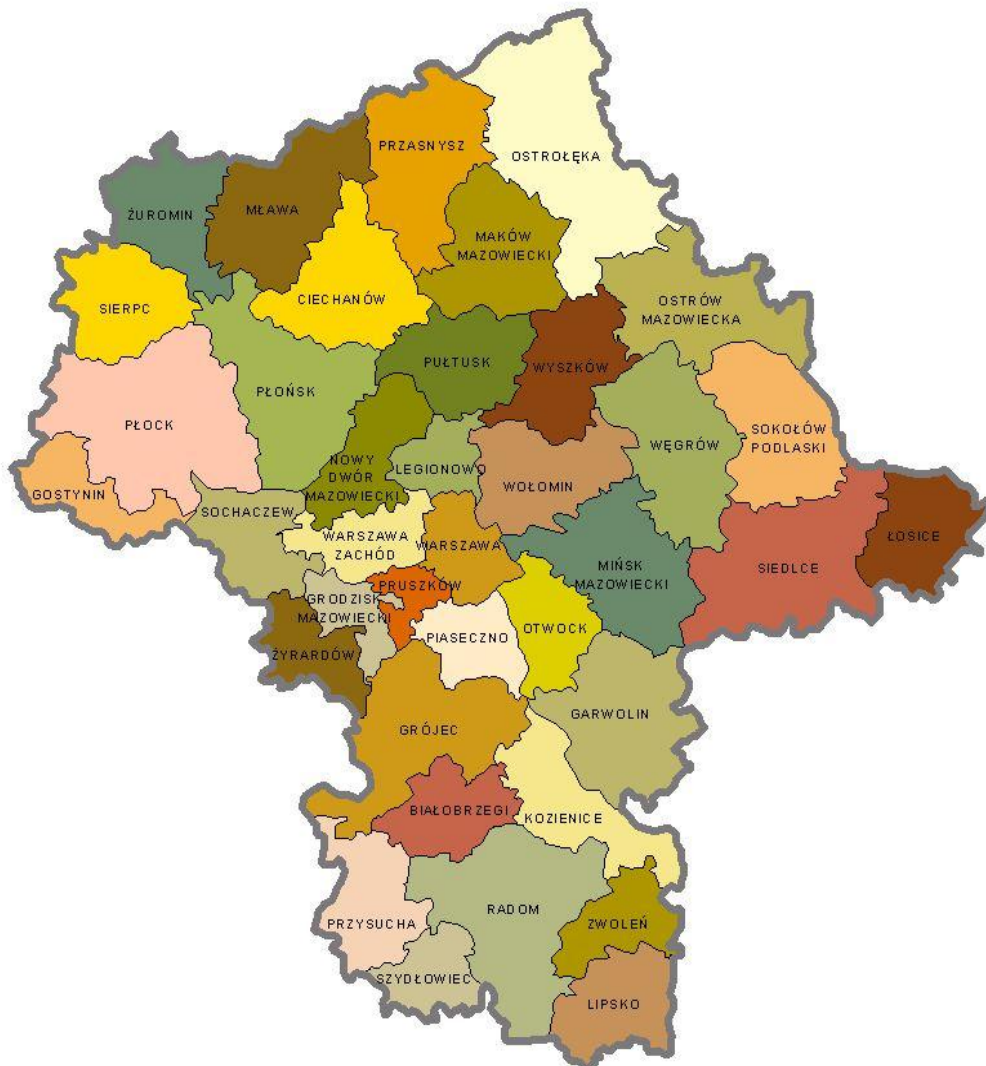 OSTROŁĘKA
PRZASNYSZ
ŻUROMIN
MŁAWA
MAKÓW
MAZOWIECKI
SIERPC
CIECHANÓW
OSTRÓW
MAZOWIECKA
PUŁTUSK
WYSZKÓW
PŁOŃSK
PŁOCK
SOKOŁÓW
PODLASKI
WĘGRÓW
NOWY
DWÓR
MAZOWIECKI
LEGIONOWO
WOŁOMIN
GOSTYNIN
SOCHACZEW
WARSZAWA
ZACHÓD
WARSZAWA
MIŃSK
MAZOWIECKI
SIEDLCE
ŁOSICE
PRUSZKÓW
GRODZISK
MAZOWIECKI
PIASECZNO
OTWOCK
ŻYRARDÓW
GARWOLIN
GRÓJEC
BIAŁOBRZEGI
KOZIENICE
RADOM
PRZYSUCHA
ZWOLEŃ
SZYDŁOWIEC
LIPSKO